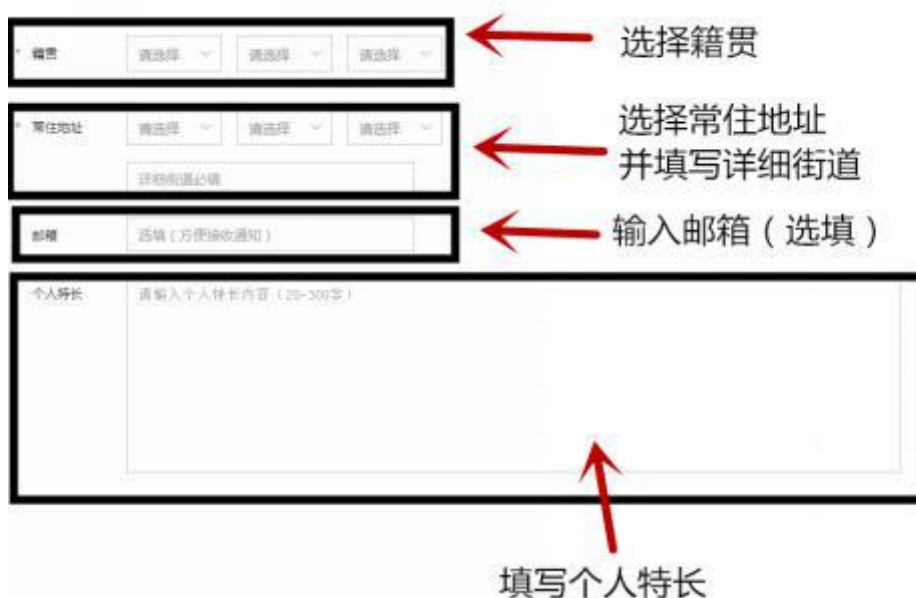 * 籍贯 请选择 请选择 请选择
选择籍贯
* 常住地址 请选择 请选择 请选择
详细街道必填
选择常住地址
并填写详细街道
邮箱 选填（方便接收通知）
输入邮箱（选填）
个人特长 请输入个人特长内容（20-300字）
填写个人特长